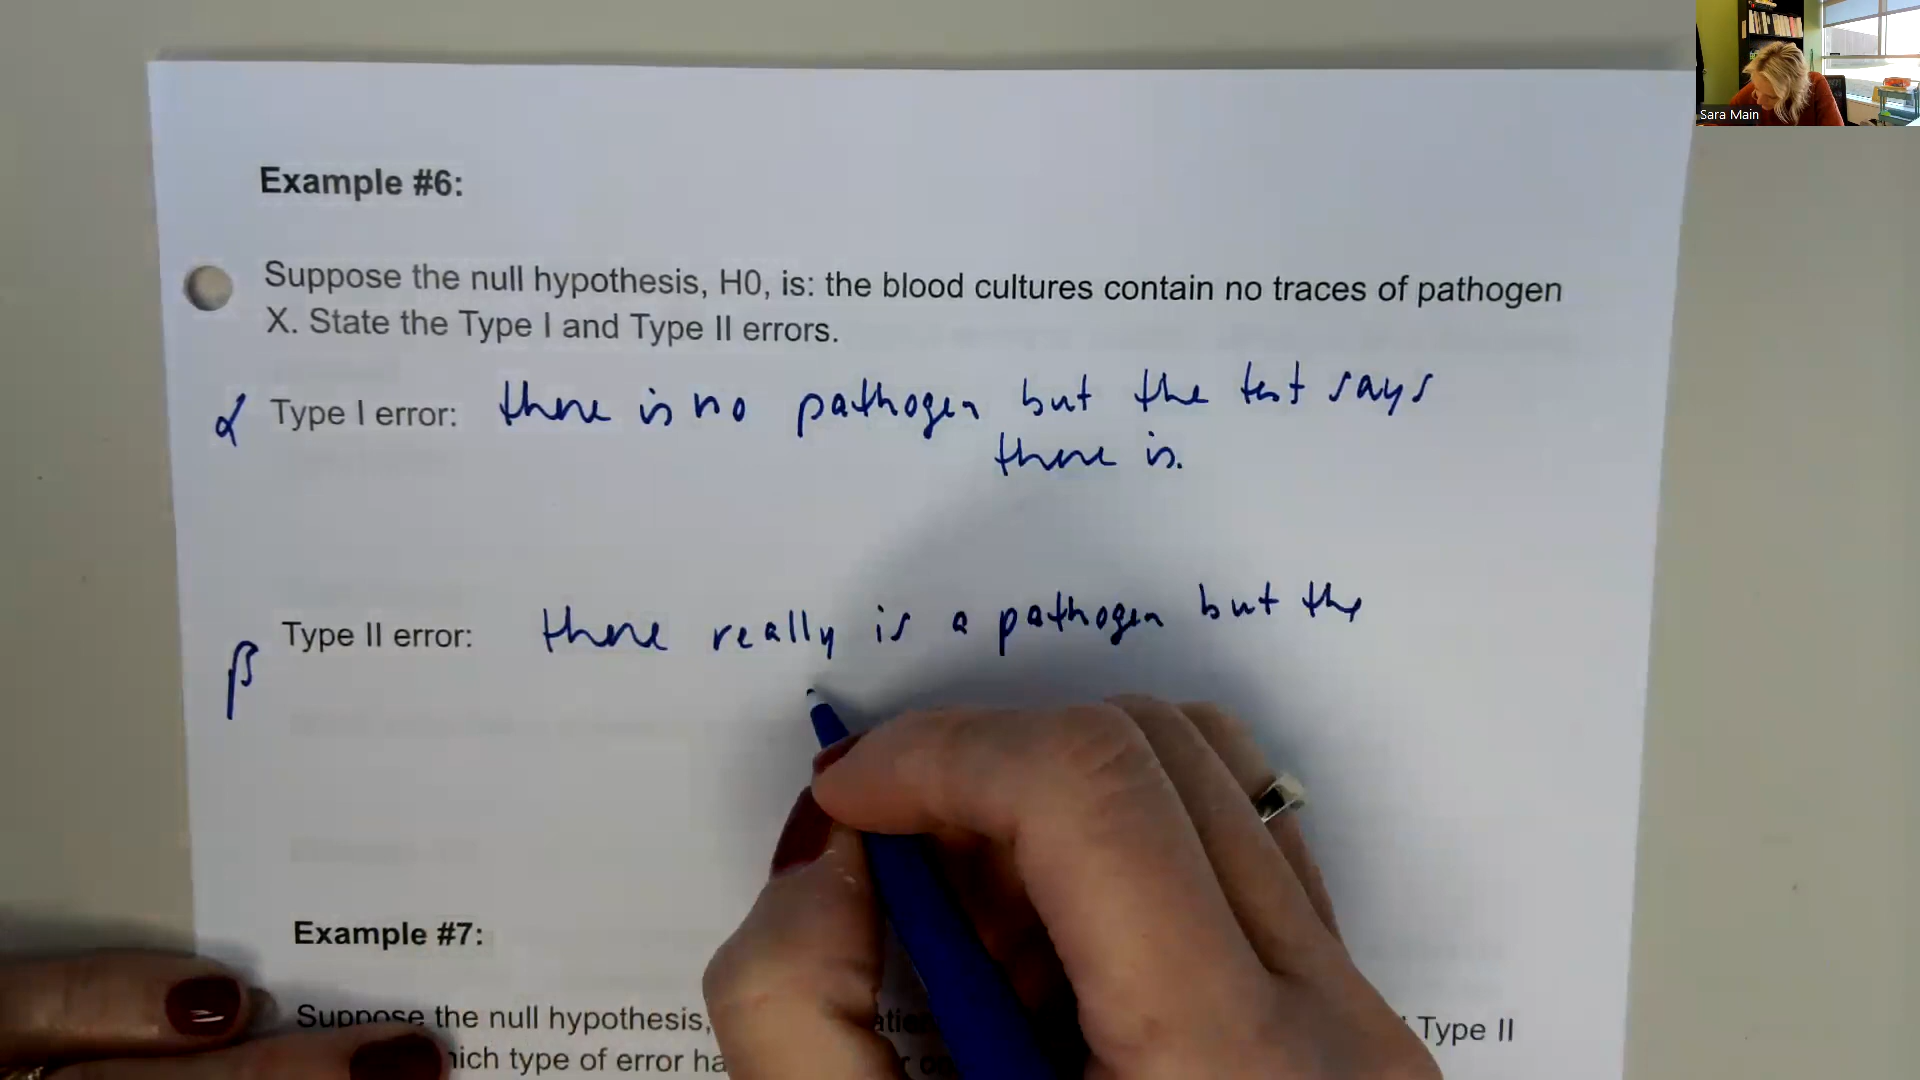 Sara Main
Example #6:
Suppose the null hypothesis, H0, is: the blood cultures contain no traces of pathogen
X. State the Type I and Type II errors.
α Type I error: there is no pathogen but the test says
there is.
β Type II error: there really is a pathogen but the
Example #7:
Suppose the null hypothesis, Type II
type of error